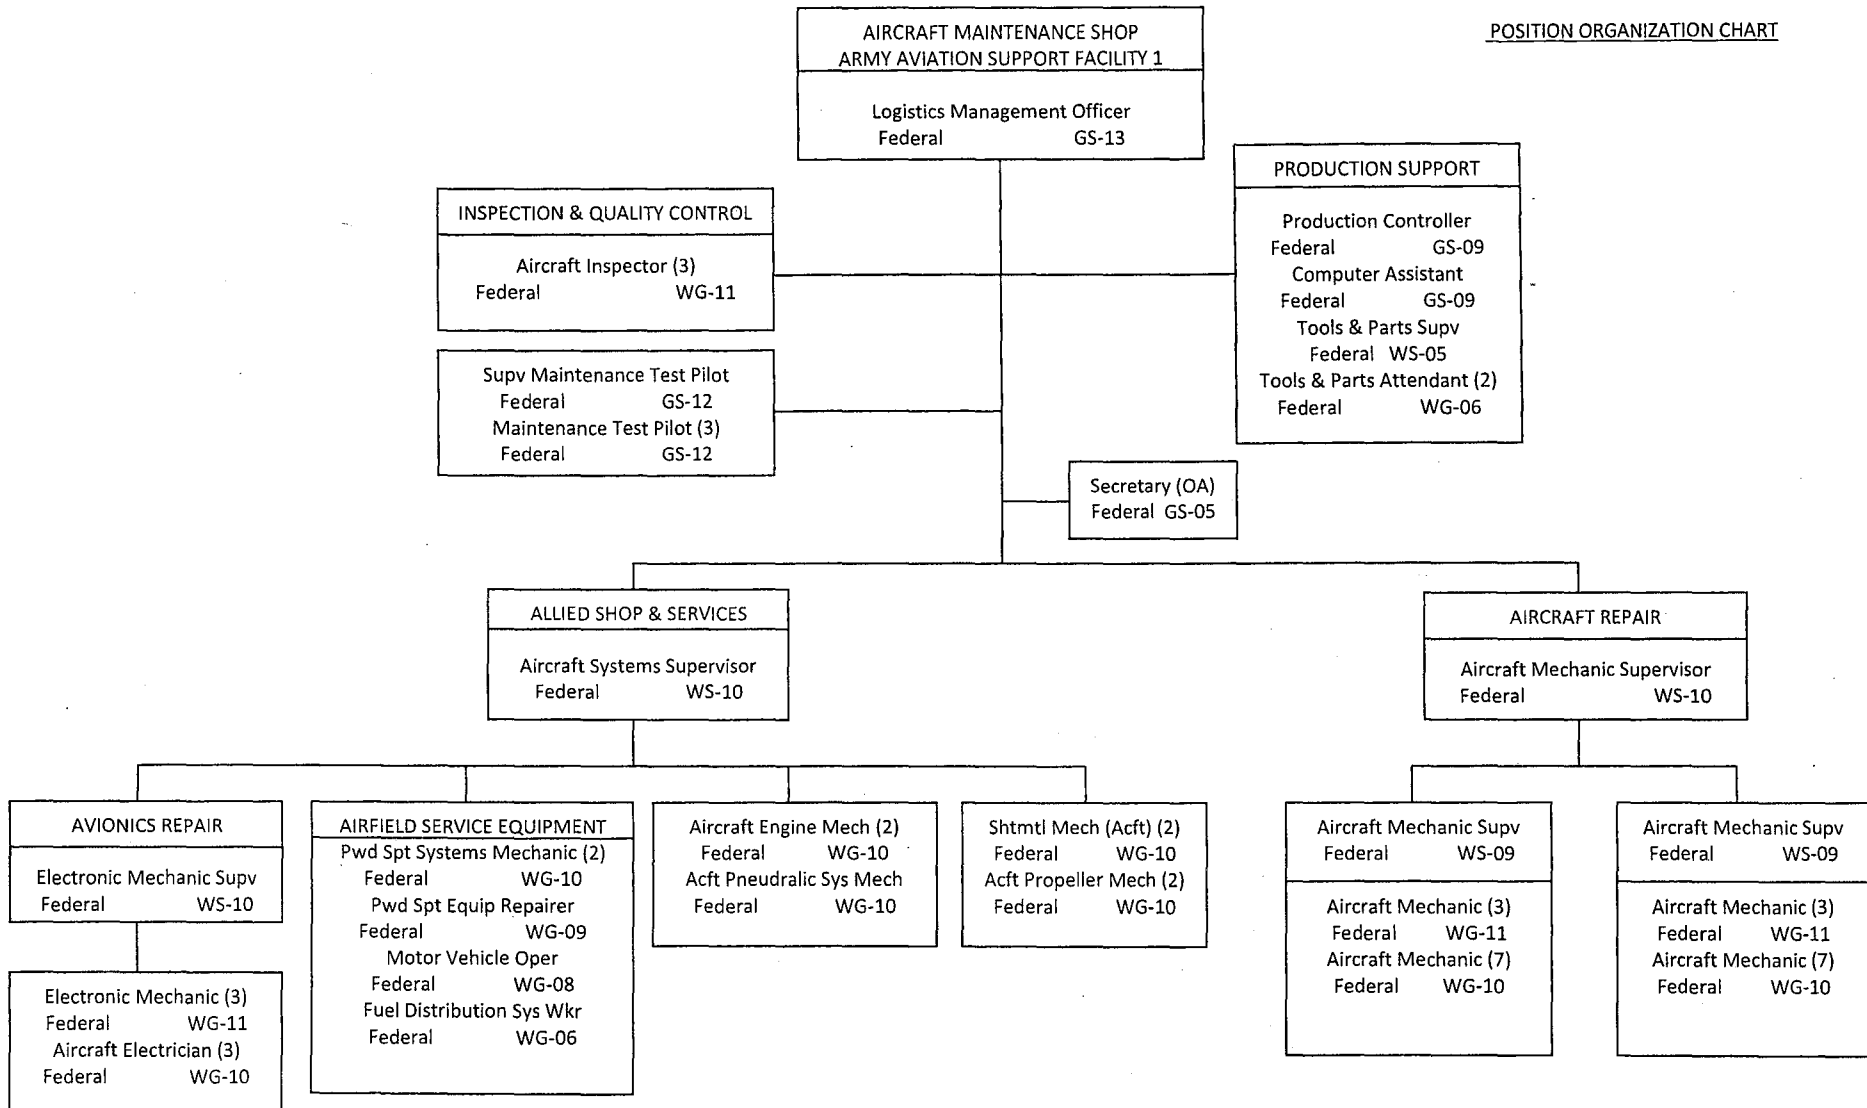 POSITION ORGANIZATION CHART
AIRCRAFT MAINTENANCE SHOP
ARMY AVIATION SUPPORT FACILITY 1
Logistics Management Officer
Federal GS-13
INSPECTION & QUALITY CONTROL
Aircraft Inspector (3)
Federal WG-11
Supv Maintenance Test Pilot
Federal GS-12
Maintenance Test Pilot (3)
Federal GS-12
PRODUCTION SUPPORT
Production Controller
Federal GS-09
Computer Assistant
Federal GS-09
Tools & Parts Supv
Federal WS-05
Tools & Parts Attendant (2)
Federal WG-06
Secretary (OA)
Federal GS-05
ALLIED SHOP & SERVICES
Aircraft Systems Supervisor
Federal WS-10
AIRCRAFT REPAIR
Aircraft Mechanic Supervisor
Federal WS-10
AVIONICS REPAIR
Electronic Mechanic Supv
Federal WS-10
Electronic Mechanic (3)
Federal WG-11
Aircraft Electrician (3)
Federal WG-10
AIRFIELD SERVICE EQUIPMENT
Pwd Spt Systems Mechanic (2)
Federal WG-10
Pwd Spt Equip Repairer
Federal WG-09
Motor Vehicle Oper
Federal WG-08
Fuel Distribution Sys Wkr
Federal WG-06
Aircraft Engine Mech (2)
Federal WG-10
Acft Pneudralic Sys Mech
Federal WG-10
Shtmtl Mech (Acft) (2)
Federal WG-10
Acft Propeller Mech (2)
Federal WG-10
Aircraft Mechanic Supv
Federal WS-09
Aircraft Mechanic (3)
Federal WG-11
Aircraft Mechanic (7)
Federal WG-10
Aircraft Mechanic Supv
Federal WS-09
Aircraft Mechanic (3)
Federal WG-11
Aircraft Mechanic (7)
Federal WG-10